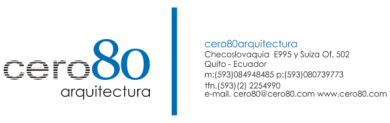 cero80
arquitectura
cero80arquitectura
Checoslovaquia E995 y Suiza Of. 502
Quito - Ecuador
m:(593)084948485 p:(593)080739773
tfn.(593)(2) 2254990
e-mail. cero80@cero80.com www.cero80.com